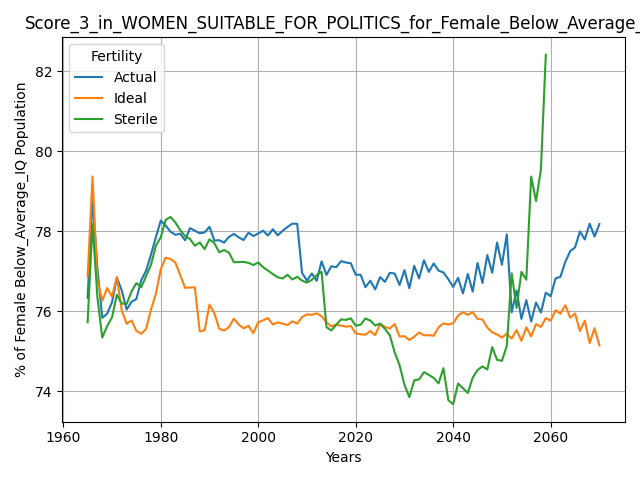 Score_3_in_WOMEN_SUITABLE_FOR_POLITICS_for_Female_Below_Average_
Fertility
Actual
Ideal
Sterile
% of Female Below_Average_IQ Population
82
80
78
76
74
1960
1980
2000
2020
2040
2060
Years